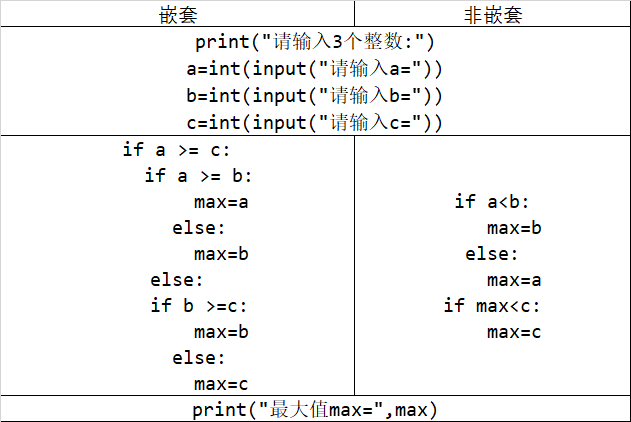 嵌套
非嵌套
print("请输入3个整数:")
a=int(input("请输入a="))
b=int(input("请输入b="))
c=int(input("请输入c="))
if a >= c:
if a >= b:
max=a
else:
max=b
else:
if b >=c:
max=b
else:
max=c
if a<b:
max=b
else:
max=a
if max<c:
max=c
print("最大值max=",max)